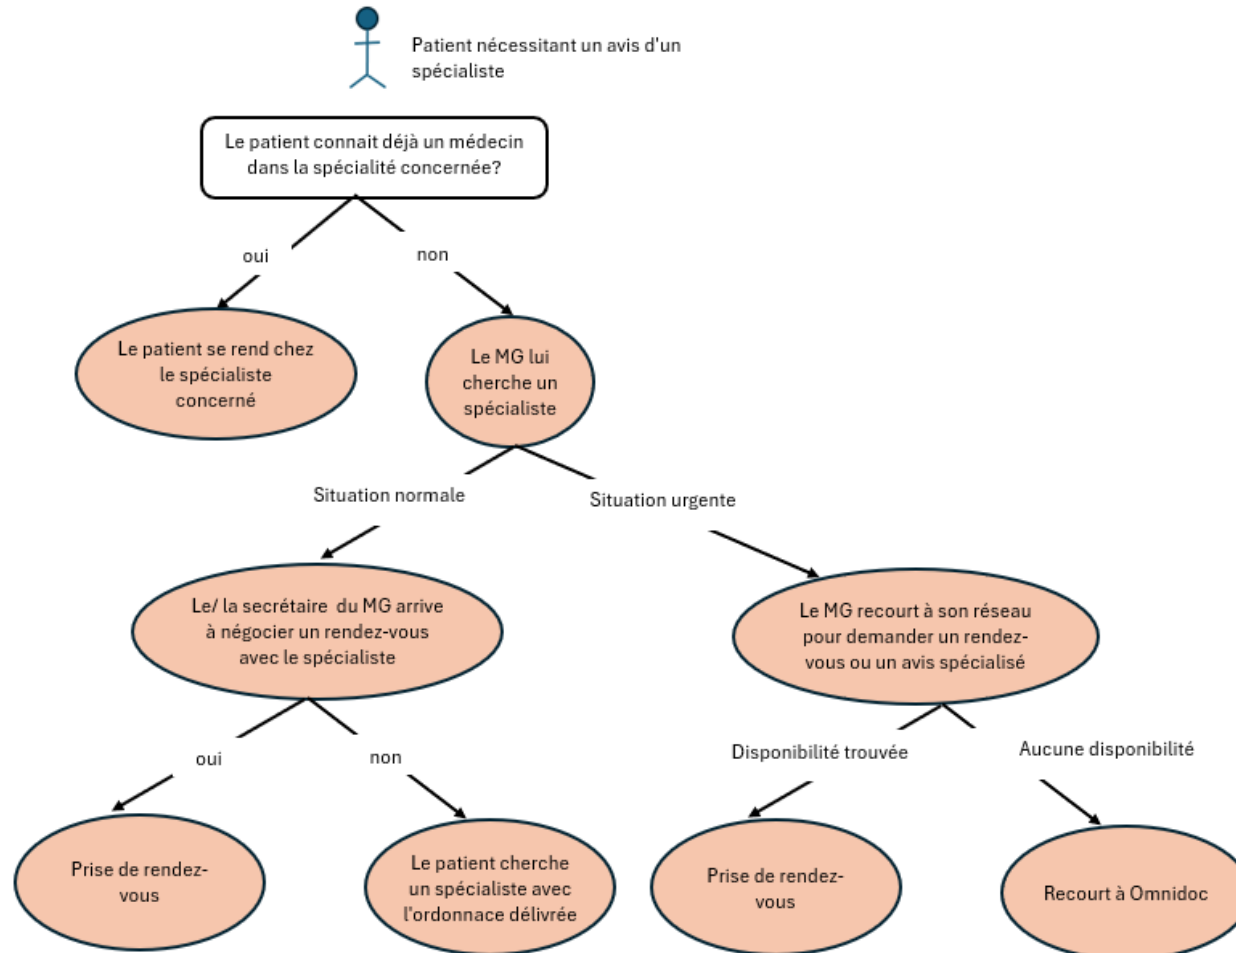 Patient nécessitant un avis d'un
spécialiste
Le patient connait déjà un médecin
dans la spécialité concernée?
oui
non
Le patient se rend chez
le spécialiste
concerné
Le MG lui
cherche un
spécialiste
Situation normale
Situation urgente
Le/ la secrétaire du MG arrive
à négocier un rendez-vous
avec le spécialiste
Le MG recourt à son réseau
pour demander un rendez-
vous ou un avis spécialisé
oui
non
Disponibilité trouvée
Aucune disponibilité
Prise de rendez-
vous
Le patient cherche
un spécialiste avec
l'ordonnace délivrée
Prise de rendez-
vous
Recourt à Omnidoc